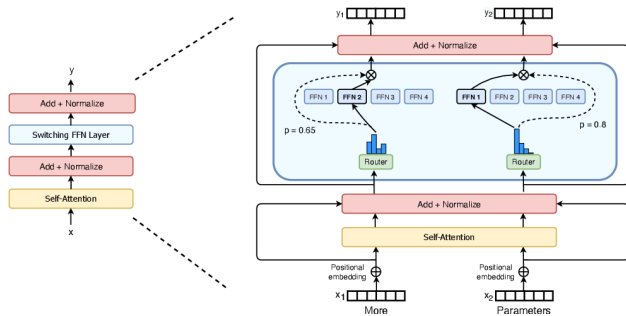 y
Add + Normalize
Switching FFN Layer
Add + Normalize
Self-Attention
x
y1 y2
Add + Normalize
FFN 1 FFN 2 FFN 3 FFN 4 FFN 1 FFN 2 FFN 3 FFN 4
p = 0.65 p = 0.8
Router Router
Add + Normalize
Self-Attention
Positional embedding Positional embedding
x1 x2
More Parameters